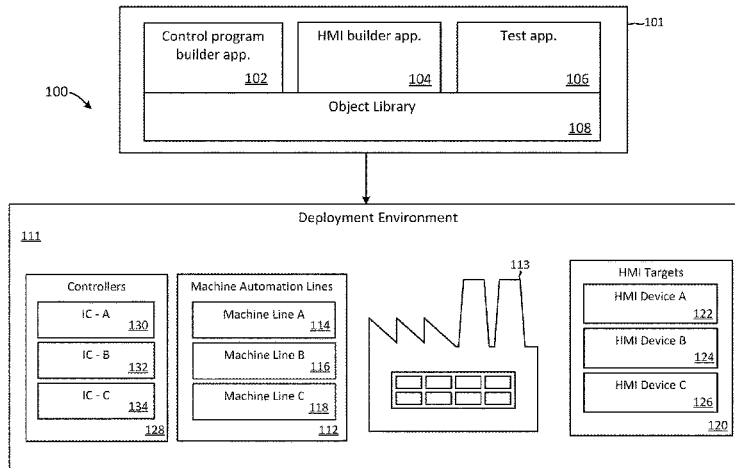 101
Control program
builder app.
102
HMI builder app.
104
Test app.
106
100
Object Library
108
Deployment Environment
111
Controllers
IC - A
130
IC - B
132
IC - C
134
128
Machine Automation Lines
Machine Line A
114
Machine Line B
116
Machine Line C
118
112
113
HMI Targets
HMI Device A
122
HMI Device B
124
HMI Device C
126
120